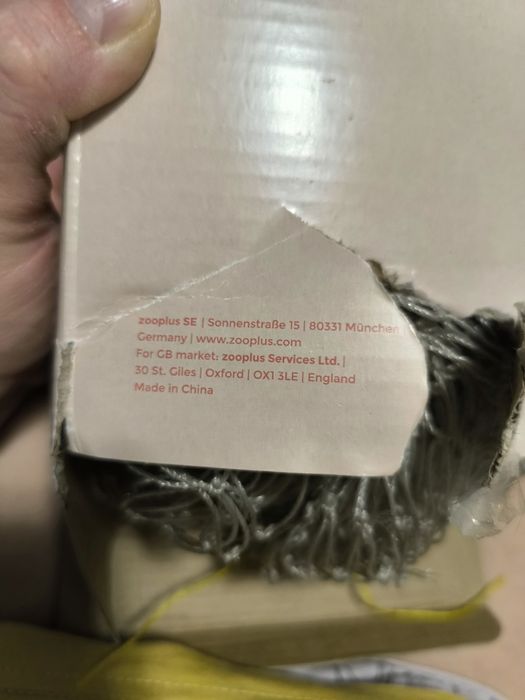 zooplus SE | Sonnenstraße 15 | 80331 München
Germany | www.zooplus.com
For GB market: zooplus Services Ltd. |
30 St. Giles | Oxford | OX1 3LE | England
Made in China